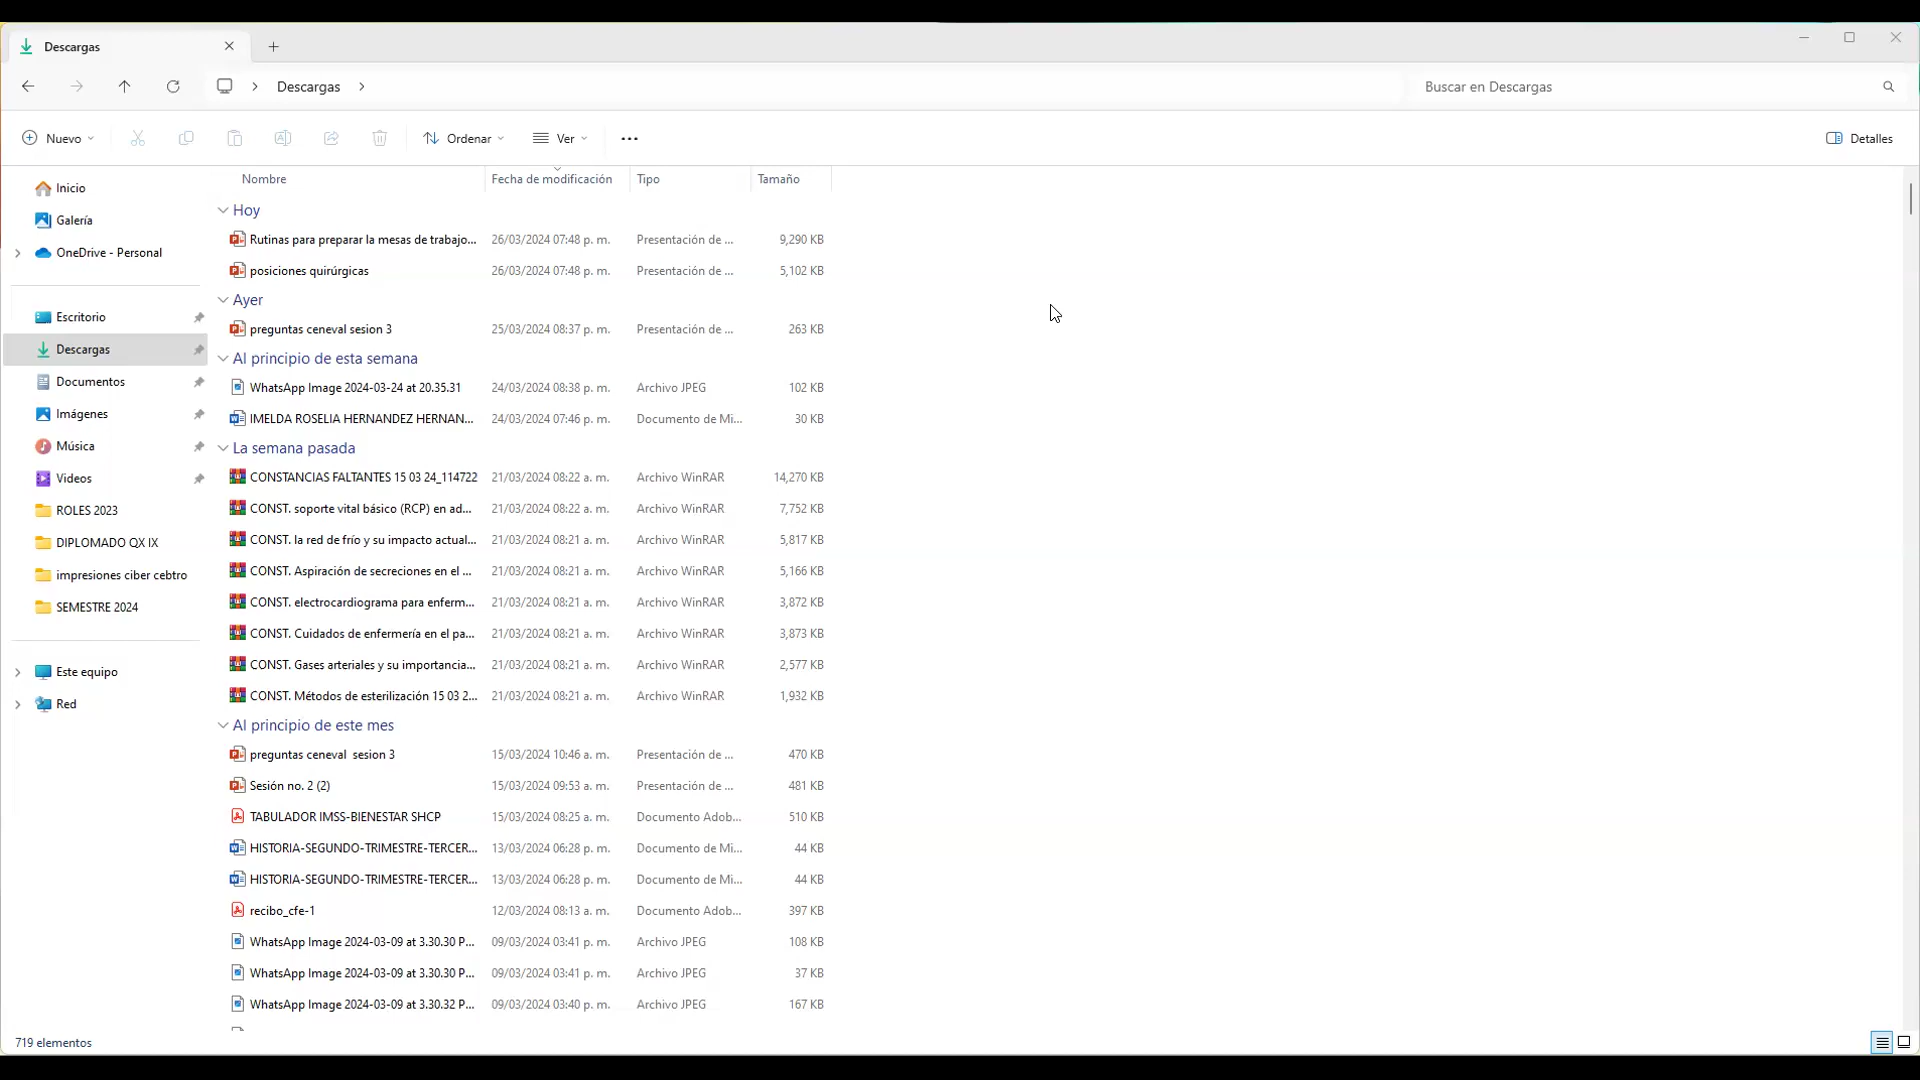 Descargas
Descargas
Buscar en Descargas
Nuevo
Ordenar
Ver
Detalles
Inicio
Galería
OneDrive - Personal
Escritorio
Descargas
Documentos
Imágenes
Música
Videos
ROLES 2023
DIPLOMADO QX IX
impresiones ciber cebtro
SEMESTRE 2024
Este equipo
Red
Nombre Fecha de modificación Tipo Tamaño
Hoy
Rutinas para preparar la mesas de trabajo... 26/03/2024 07:48 p. m. Presentación de ... 9,290 KB
posiciones quirúrgicas 26/03/2024 07:48 p. m. Presentación de ... 5,102 KB
Ayer
preguntas ceneval sesion 3 25/03/2024 08:37 p. m. Presentación de ... 263 KB
Al principio de esta semana
WhatsApp Image 2024-03-24 at 20.35.31 24/03/2024 08:38 p. m. Archivo JPEG 102 KB
IMELDA ROSELIA HERNANDEZ HERNAN... 24/03/2024 07:46 p. m. Documento de Mi... 30 KB
La semana pasada
CONSTANCIAS FALTANTES 15 03 24_114722 21/03/2024 08:22 a. m. Archivo WinRAR 14,270 KB
CONST. soporte vital básico (RCP) en ad... 21/03/2024 08:22 a. m. Archivo WinRAR 7,752 KB
CONST. la red de frío y su impacto actual... 21/03/2024 08:21 a. m. Archivo WinRAR 5,817 KB
CONST. Aspiración de secreciones en el ... 21/03/2024 08:21 a. m. Archivo WinRAR 5,166 KB
CONST. electrocardiograma para enferm... 21/03/2024 08:21 a. m. Archivo WinRAR 3,872 KB
CONST. Cuidados de enfermería en el pa... 21/03/2024 08:21 a. m. Archivo WinRAR 3,873 KB
CONST. Gases arteriales y su importancia... 21/03/2024 08:21 a. m. Archivo WinRAR 2,577 KB
CONST. Métodos de esterilización 15 03 2... 21/03/2024 08:21 a. m. Archivo WinRAR 1,932 KB
Al principio de este mes
preguntas ceneval  sesion 3 15/03/2024 10:46 a. m. Presentación de ... 470 KB
Sesión no. 2 (2) 15/03/2024 09:53 a. m. Presentación de ... 481 KB
TABULADOR IMSS-BIENESTAR SHCP 15/03/2024 08:25 a. m. Documento Adob... 510 KB
HISTORIA-SEGUNDO-TRIMESTRE-TERCER... 13/03/2024 06:28 p. m. Documento de Mi... 44 KB
HISTORIA-SEGUNDO-TRIMESTRE-TERCER... 13/03/2024 06:28 p. m. Documento de Mi... 44 KB
recibo_cfe-1 12/03/2024 08:13 a. m. Documento Adob... 397 KB
WhatsApp Image 2024-03-09 at 3.30.30 P... 09/03/2024 03:41 p. m. Archivo JPEG 108 KB
WhatsApp Image 2024-03-09 at 3.30.30 P... 09/03/2024 03:41 p. m. Archivo JPEG 37 KB
WhatsApp Image 2024-03-09 at 3.30.32 P... 09/03/2024 03:40 p. m. Archivo JPEG 167 KB
719 elementos